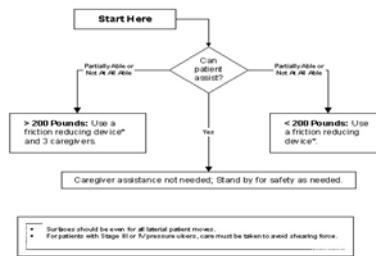 Start Here
Can
patient
assist?
Partially Able or
Not At All Able
Partially Able or
Not At All Able
> 200 Pounds: Use a
friction reducing device*
and 3 caregivers.
Yes
< 200 Pounds: Use
a friction reducing
device*.
Caregiver assistance not needed; Stand by for safety as needed.
• Surfaces should be even for all laterial patient moves.
• For patients with Stage III or IV pressure ulcers, care must be taken to avoid shearing force.